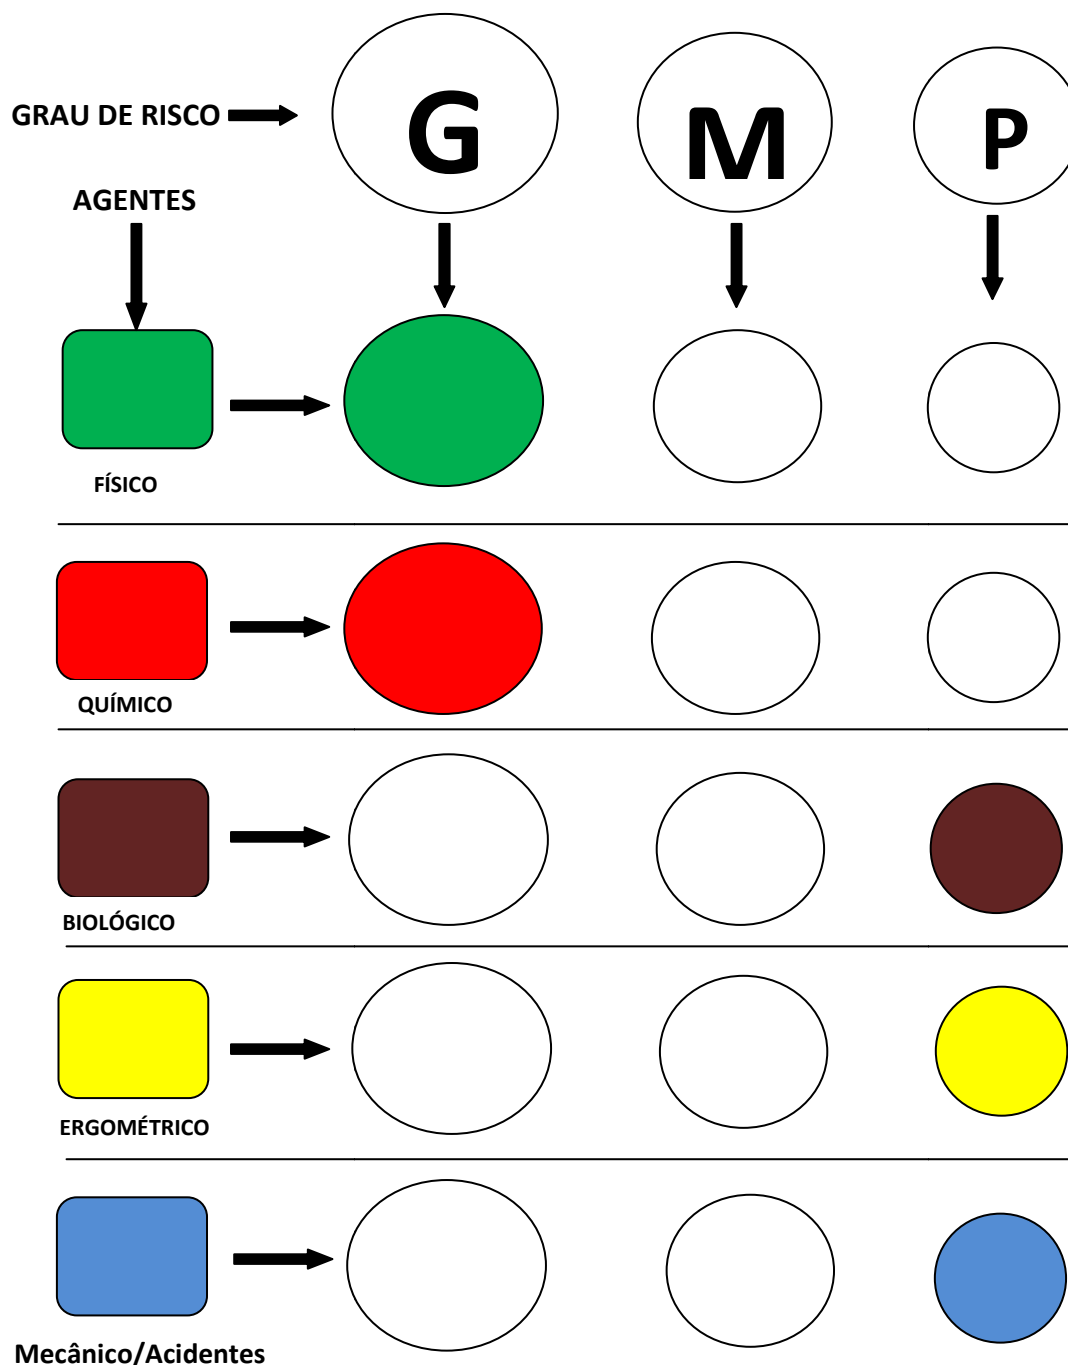 GRAU DE RISCO
G
M
P
AGENTES
FÍSICO
QUÍMICO
BIOLÓGICO
ERGOMÉTRICO
Mecânico/Acidentes